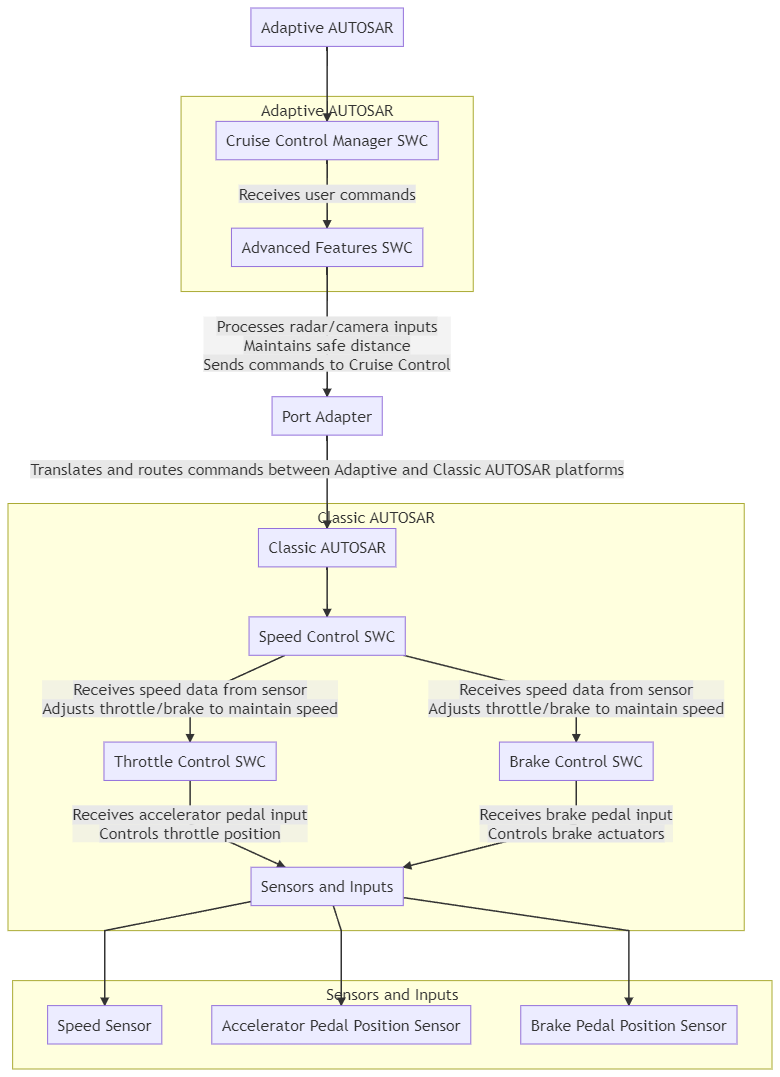 Adaptive AUTOSAR
Adaptive AUTOSAR
Cruise Control Manager SWC
Receives user commands
Advanced Features SWC
Processes radar/camera inputs
Maintains safe distance
Sends commands to Cruise Control
Port Adapter
Translates and routes commands between Adaptive and Classic AUTOSAR platforms
Classic AUTOSAR
Classic AUTOSAR
Speed Control SWC
Receives speed data from sensor
Adjusts throttle/brake to maintain speed
Receives speed data from sensor
Adjusts throttle/brake to maintain speed
Throttle Control SWC
Brake Control SWC
Receives accelerator pedal input
Controls throttle position
Receives brake pedal input
Controls brake actuators
Sensors and Inputs
Sensors and Inputs
Speed Sensor
Accelerator Pedal Position Sensor
Brake Pedal Position Sensor